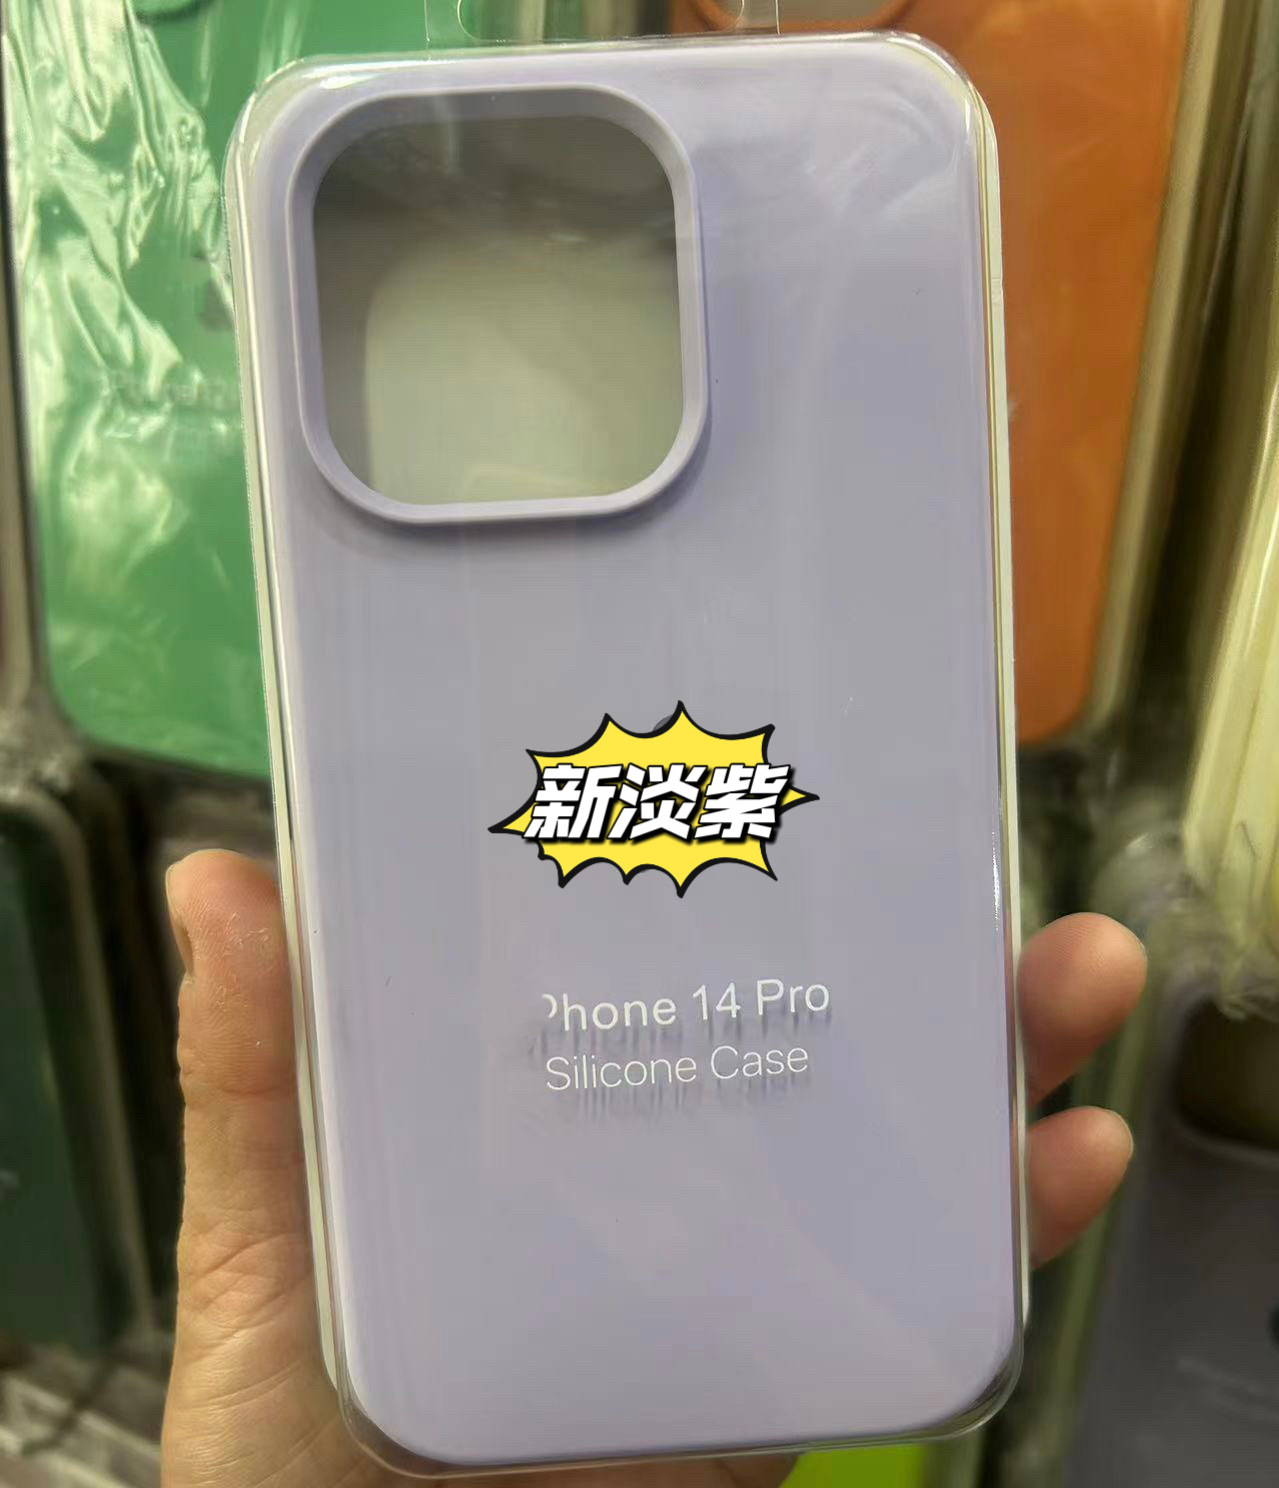 新淡紫
Phone 14 Pro
Silicone Case